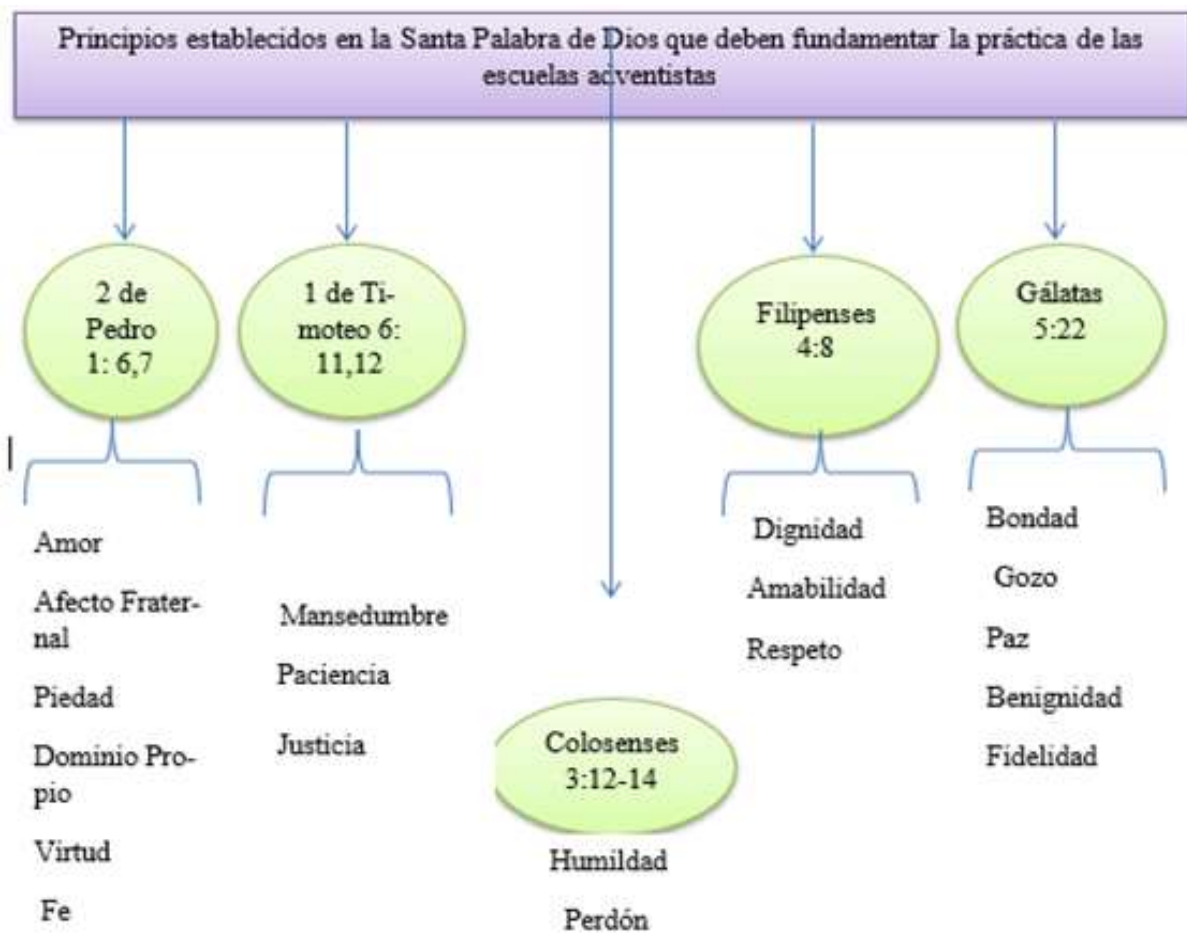 Principios establecidos en la Santa Palabra de Dios que deben fundamentar la práctica de las
escuelas adventistas
2 de
Pedro
1: 6,7
Amor
Afecto Frater-
nal
Piedad
Dominio Pro-
pio
Virtud
Fe
1 de Ti-
moteo 6:
11,12
Mansedumbre
Paciencia
Justicia
Colosenses
3:12-14
Humildad
Perdón
Filipenses
4:8
Dignidad
Amabilidad
Respeto
Gálatas
5:22
Bondad
Gozo
Paz
Benignidad
Fidelidad